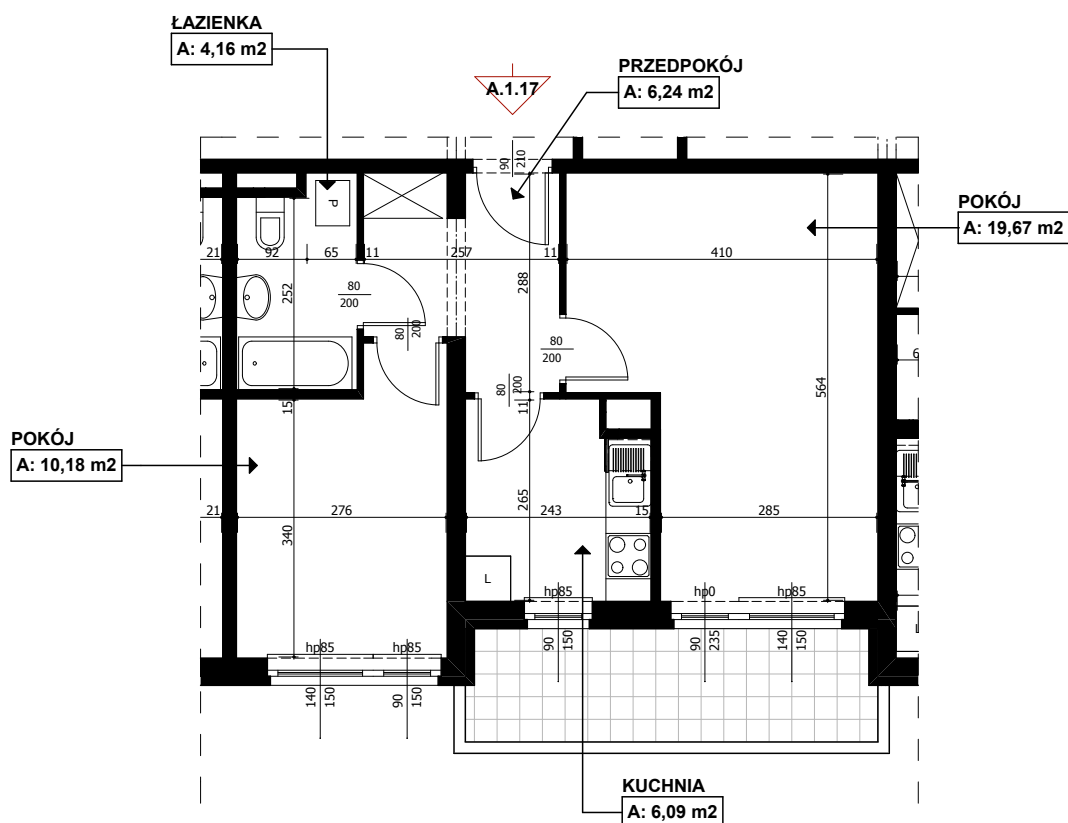 ŁAZIENKA
A: 4,16 m2
A.1.17
PRZEDPOKÓJ
A: 6,24 m2
POKÓJ
A: 19,67 m2
90
210
P
21
92
65
11
257
11
410
252
288
80
200
80
200
80
200
80
200
564
6
15
11
POKÓJ
A: 10,18 m2
265
21
276
243
15
285
340
L
L
hp85
hp0
hp85
hp85
hp85
90
150
90
235
140
150
140
150
90
150
KUCHNIA
A: 6,09 m2